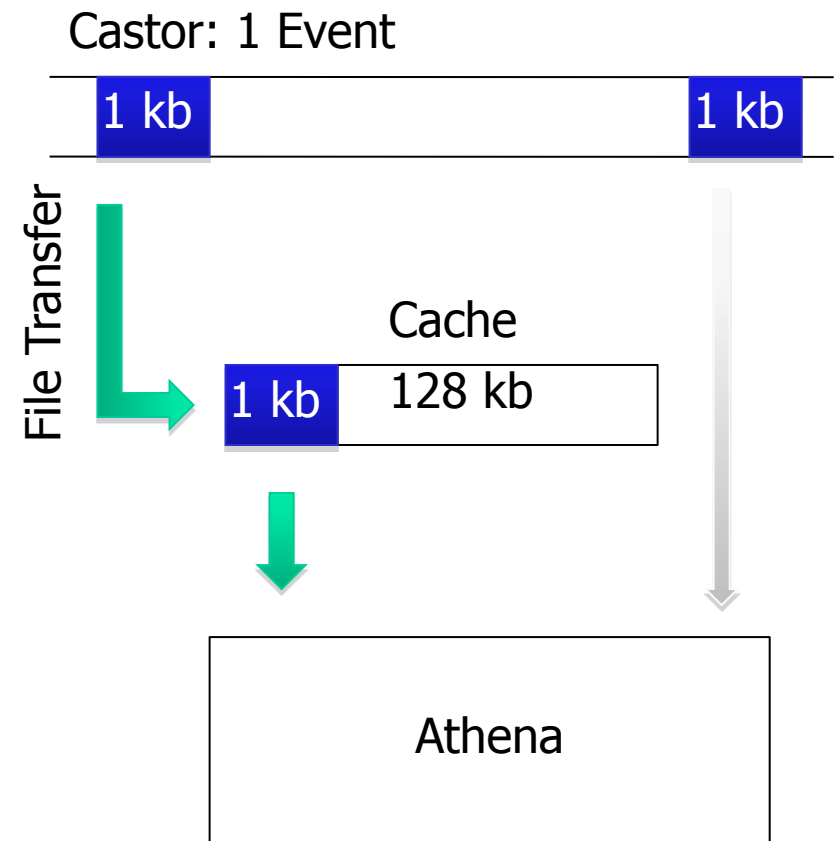 Castor: 1 Event
1 kb
1 kb
File Transfer
Cache
1 kb
128 kb
Athena